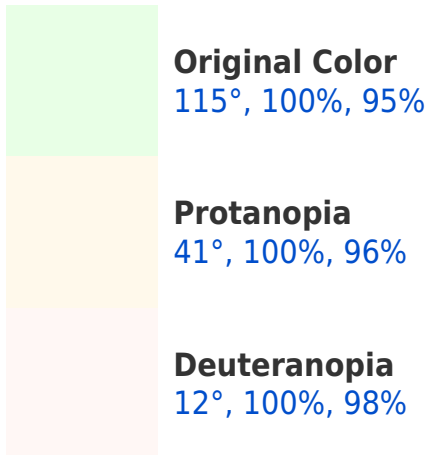 Original Color
115°, 100%, 95%
Protanopia
41°, 100%, 96%
Deuteranopia
12°, 100%, 98%